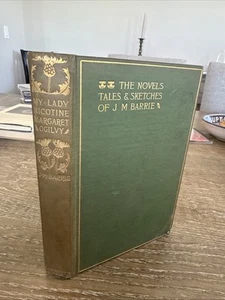 MY·LADY
NICOTINE
MARGARET
OGILVY
THE NOVELS
TALES & SKETCHES
OF J M BARRIE